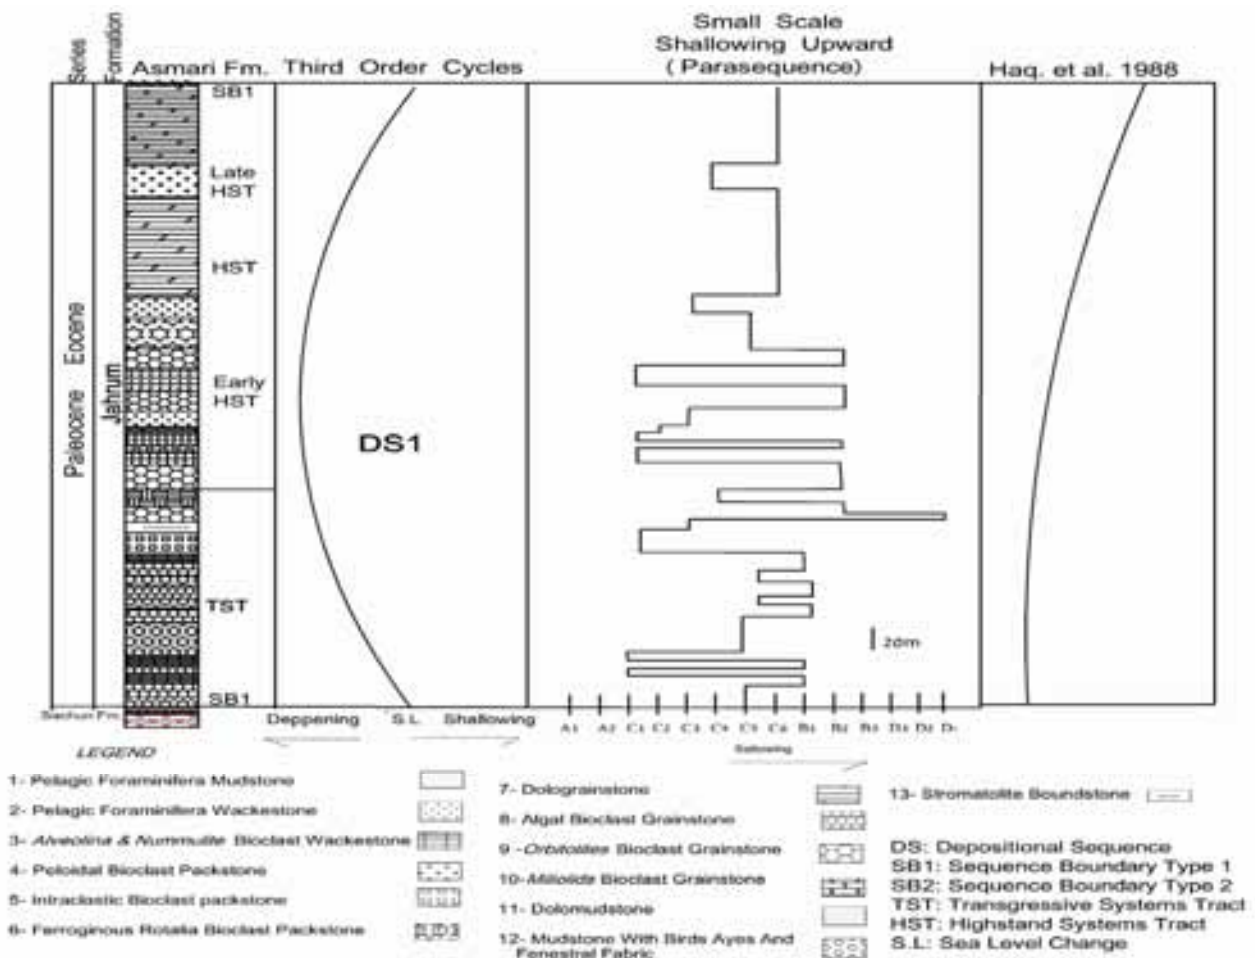 Small Scale
Shallowing Upward
(Parasequence)
Series
Formation
Asmari Fm.
Third Order Cycles
Haq. et al. 1988
SB1
Late
HST
HST
Early
HST
DS1
TST
SB1
Paleocene Eocene
Jahrum
Sachun Fm.
2dm
Deppening
S.L
Shallowing
A1 A2 C1 C2 C3 C4 C5 C6 B1 B2 B3 D1 D2
LEGEND
1- Pelagic Foraminifera Mudstone
2- Pelagic Foraminifera Wackestone
3- Alveolina & Nummulite Bioclast Wackestone
4- Peloidal Bioclast Packstone
5- Intraclastic Bioclast packstone
6- Ferroginous Rotalia Bioclast Packstone
7- Dolograinstone
8- Algal Bioclast Grainstone
9 -Orbitolites Bioclast Grainstone
10-Miliolids Bioclast Grainstone
11- Dolomudstone
12- Mudstone With Birds Ayes And
Fenestral Fabric
13- Stromatolite Boundstone
DS: Depositional Sequence
SB1: Sequence Boundary Type 1
SB2: Sequence Boundary Type 2
TST: Transgressive Systems Tract
HST: Highstand Systems Tract
S.L: Sea Level Change